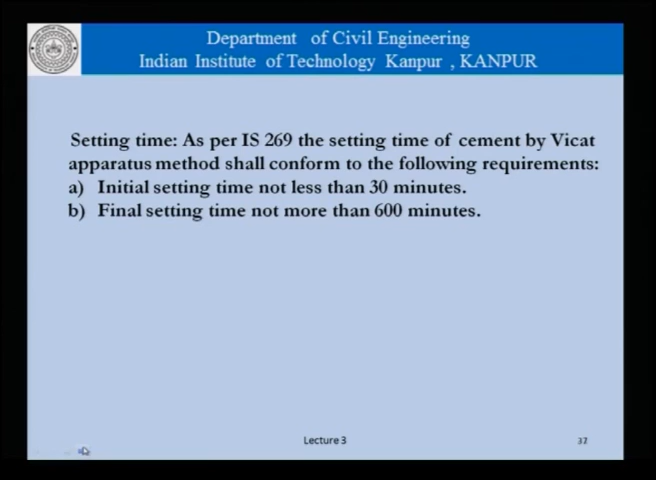 Department of Civil Engineering
Indian Institute of Technology Kanpur , KANPUR
Setting time: As per IS 269 the setting time of cement by Vicat
apparatus method shall conform to the following requirements:
a) Initial setting time not less than 30 minutes.
b) Final setting time not more than 600 minutes.
Lecture 3
37